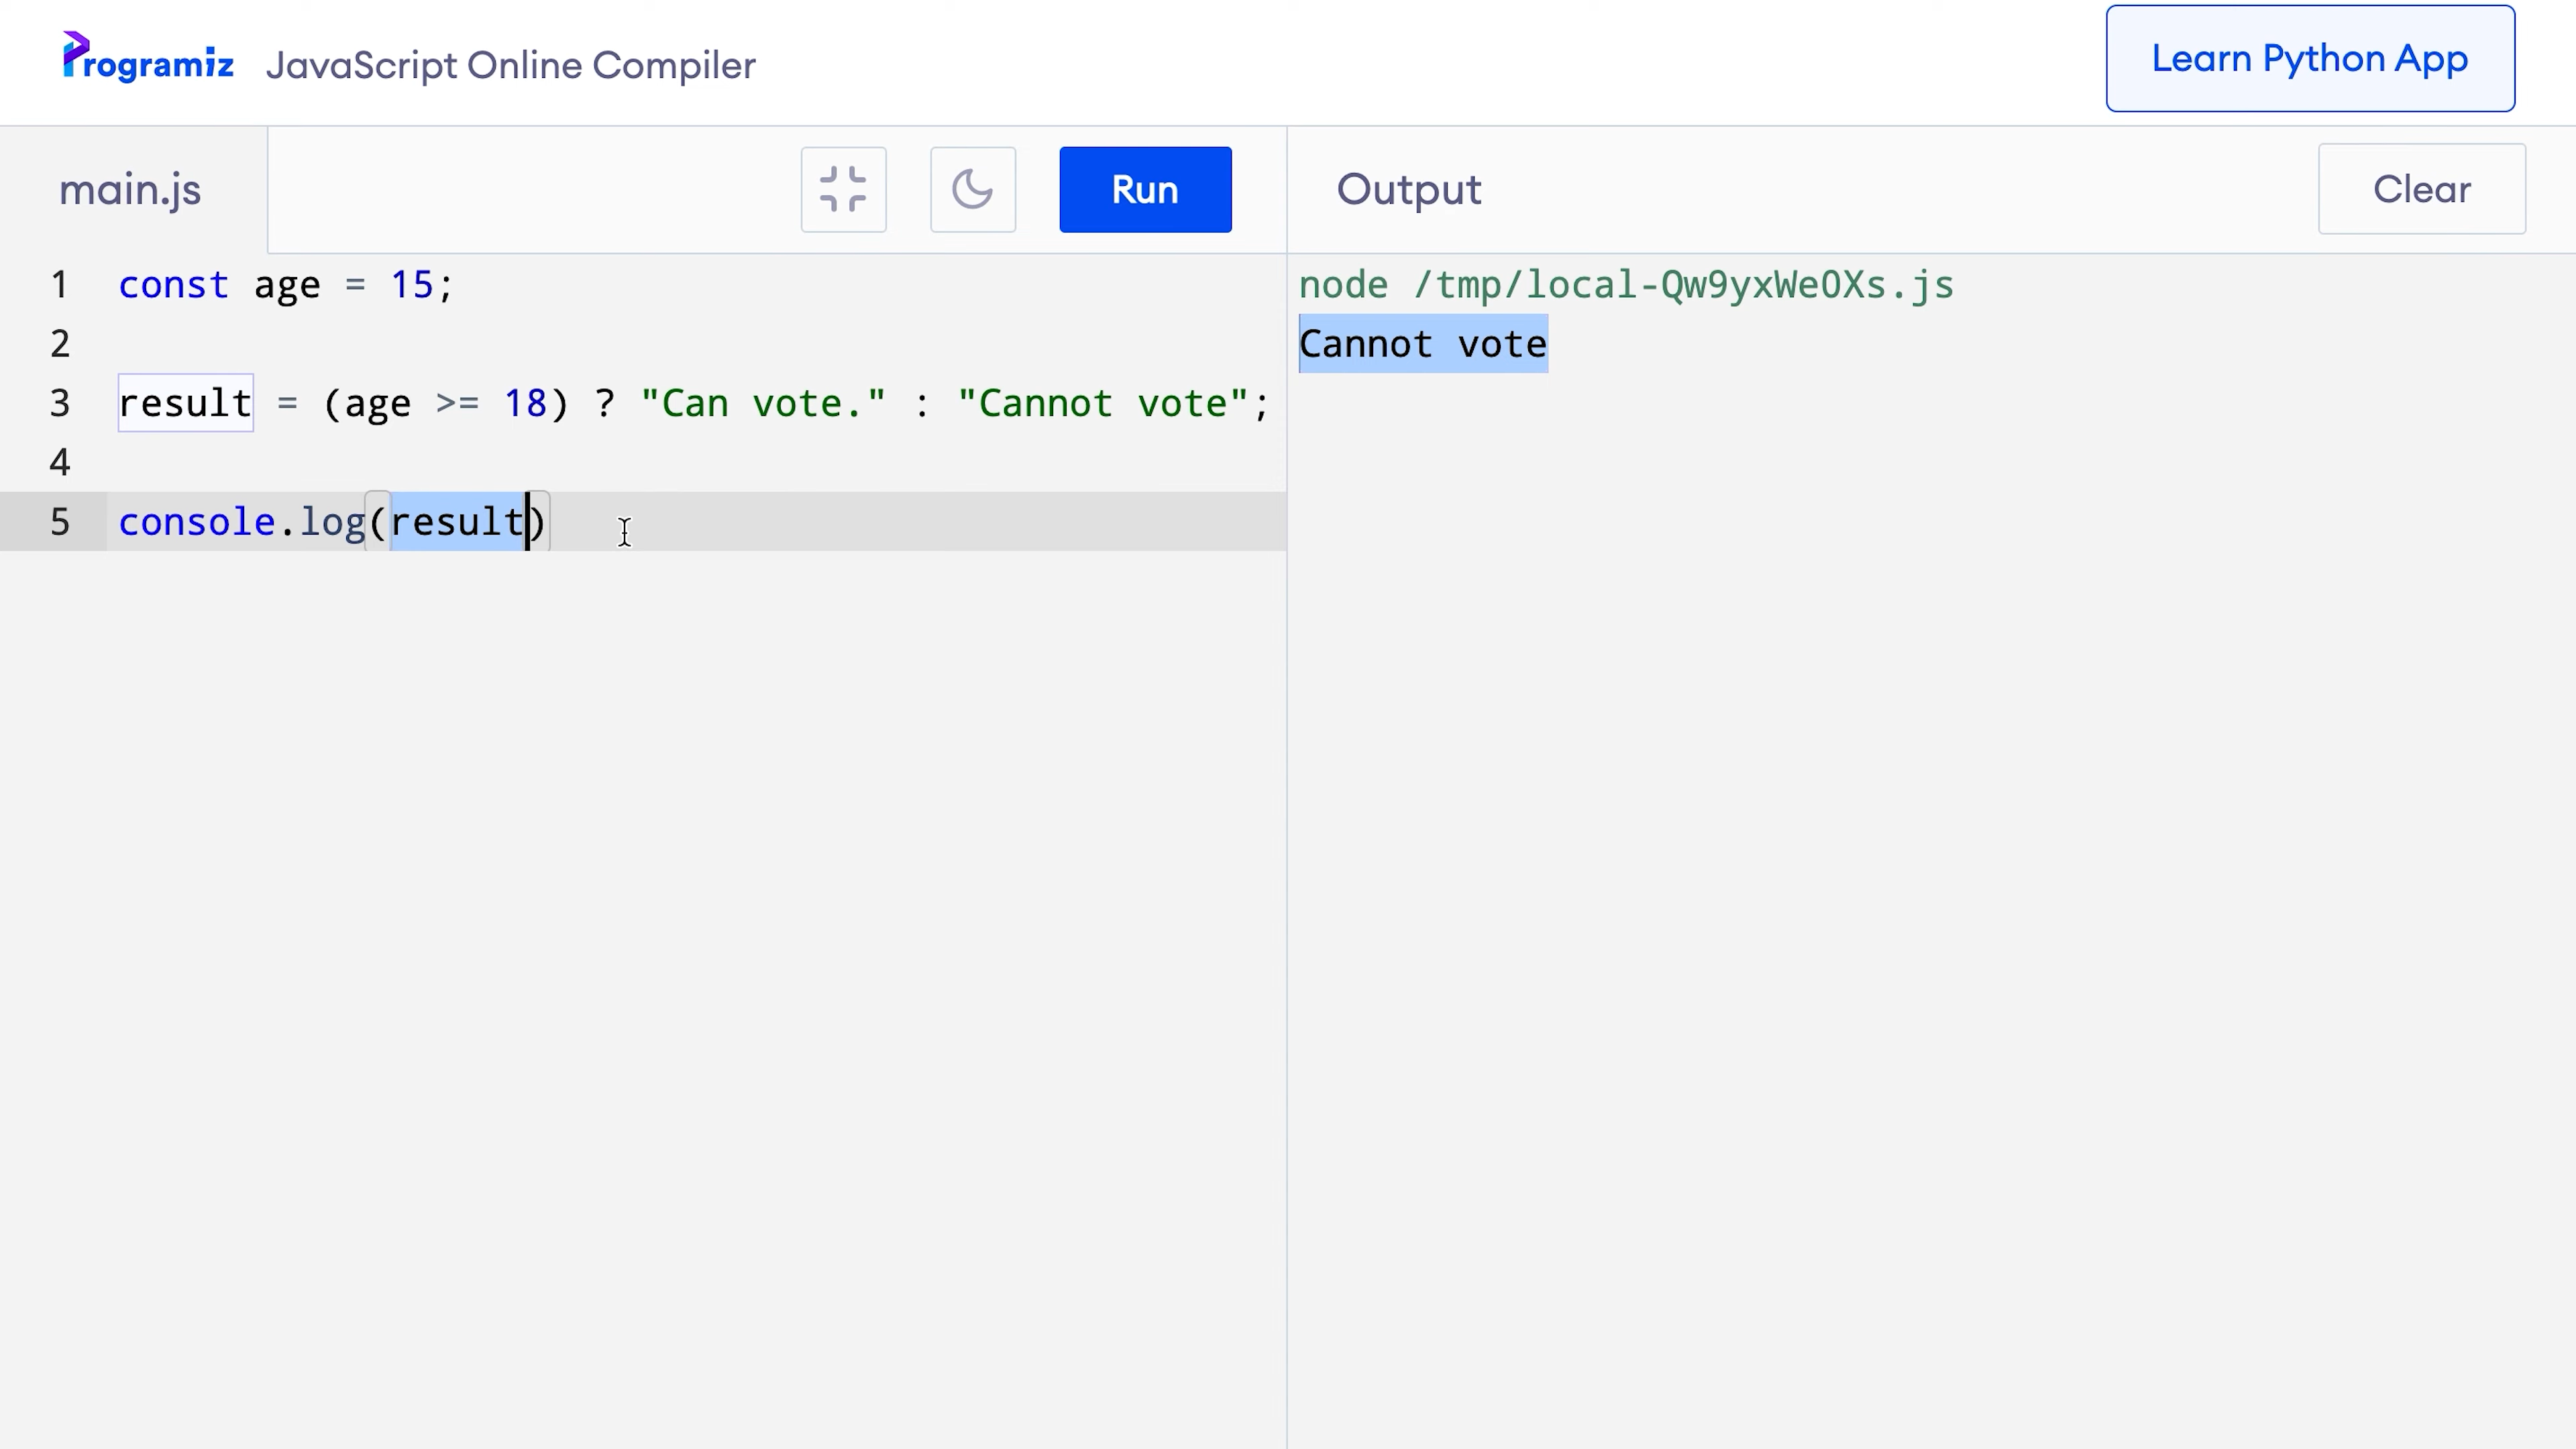 Programiz JavaScript Online Compiler
Learn Python App
main.js
Run
Output
Clear
1 const age = 15;
2
3 result = (age >= 18) ? "Can vote." : "Cannot vote";
4
5 console.log(result)
node /tmp/local-Qw9yxWe0Xs.js
Cannot vote